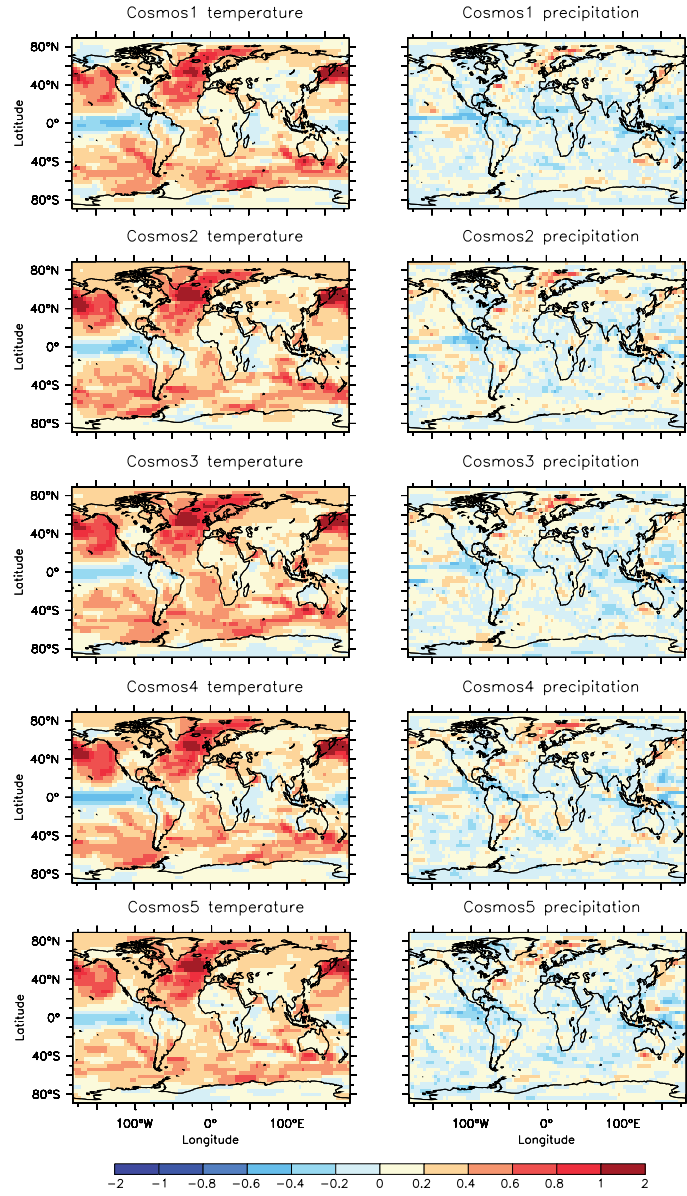 Cosmos1 temperature
Cosmos1 precipitation
80°N
40°N
0°
40°S
80°S
Latitude
Cosmos2 temperature
Cosmos2 precipitation
80°N
40°N
0°
40°S
80°S
Latitude
Cosmos3 temperature
Cosmos3 precipitation
80°N
40°N
0°
40°S
80°S
Latitude
Cosmos4 temperature
Cosmos4 precipitation
80°N
40°N
0°
40°S
80°S
Latitude
Cosmos5 temperature
Cosmos5 precipitation
80°N
40°N
0°
40°S
80°S
Latitude
100°W 0° 100°E
Longitude
100°W 0° 100°E
Longitude
-2 -1 -0.8 -0.6 -0.4 -0.2 0 0.2 0.4 0.6 0.8 1 2